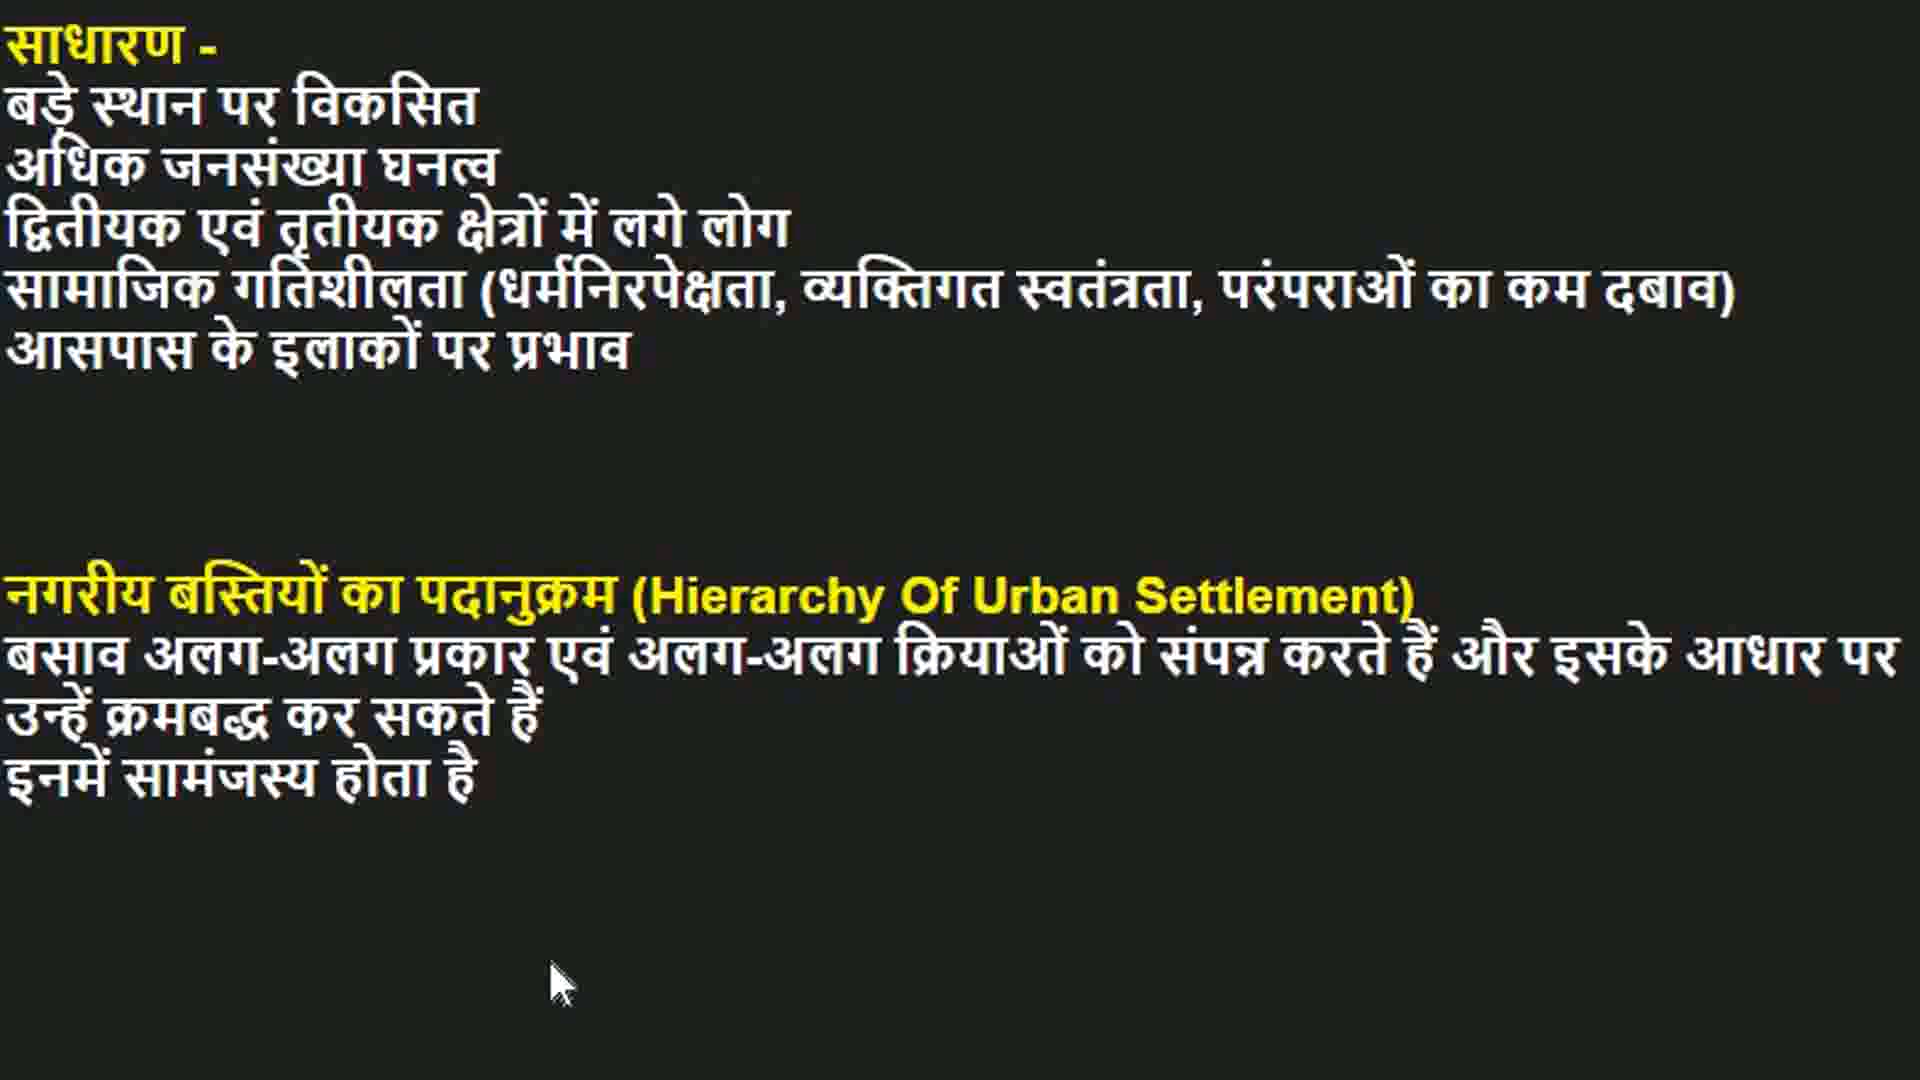 साधारण -
बड़े स्थान पर विकसित
अधिक जनसंख्या घनत्व
द्वितीयक एवं तृतीयक क्षेत्रों में लगे लोग
सामाजिक गतिशीलता (धर्मनिरपेक्षता, व्यक्तिगत स्वतंत्रता, परंपराओं का कम दबाव)
आसपास के इलाकों पर प्रभाव
नगरीय बस्तियों का पदानुक्रम (Hierarchy Of Urban Settlement)
बसाव अलग-अलग प्रकार एवं अलग-अलग क्रियाओं को संपन्न करते हैं और इसके आधार पर
उन्हें क्रमबद्ध कर सकते हैं
इनमें सामंजस्य होता है